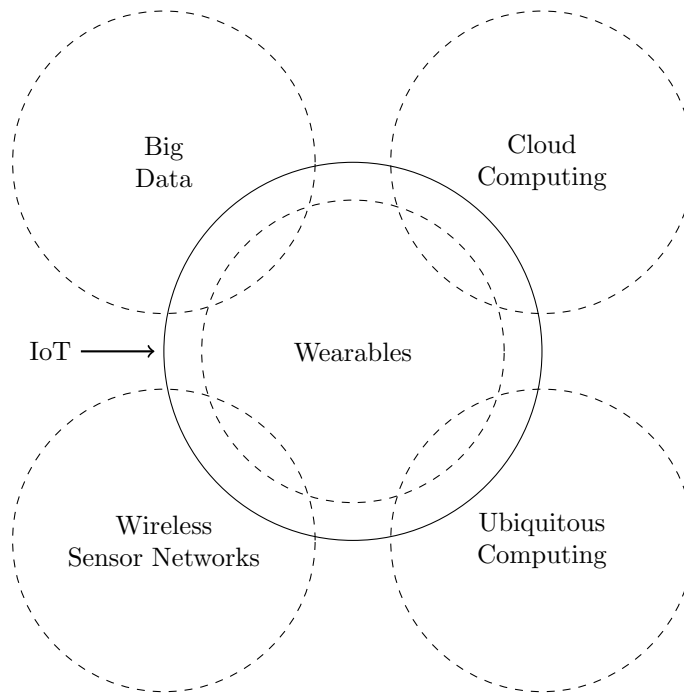 Big
Data
Cloud
Computing
IoT
Wearables
Wireless
Sensor Networks
Ubiquitous
Computing